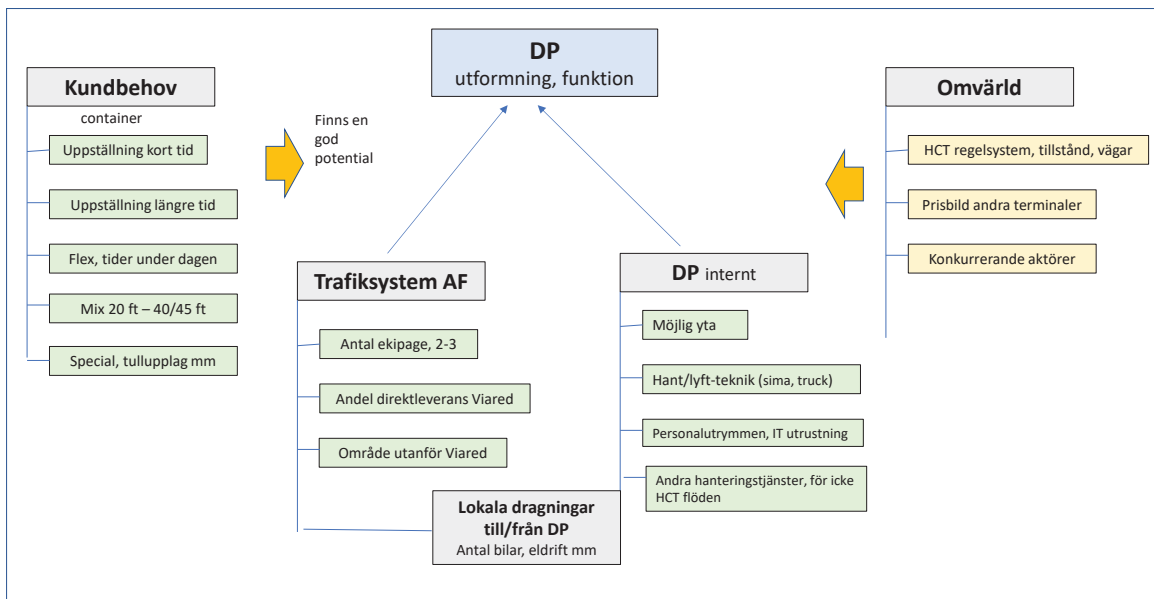 DP
utformning, funktion
Kundbehov
container
Uppställning kort tid
Uppställning längre tid
Flex, tider under dagen
Mix 20 ft – 40/45 ft
Special, tullupplag mm
Finns en
god
potential
Omvärld
HCT regelsystem, tillstånd, vägar
Prisbild andra terminaler
Konkurrerande aktörer
Trafiksystem AF
Antal ekipage, 2-3
Andel direktleverans Viared
Område utanför Viared
DP internt
Möjlig yta
Hant/lyft-teknik (sima, truck)
Personalutrymmen, IT utrustning
Andra hanteringstjänster, för icke
HCT flöden
Lokala dragningar
till/från DP
Antal bilar, eldrift mm